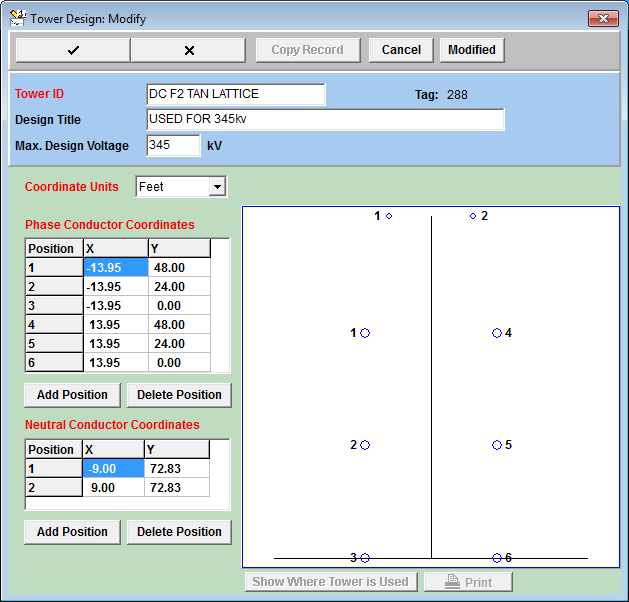 Tower Design: Modify
Copy Record Cancel Modified
Tower ID DC F2 TAN LATTICE Tag: 288
Design Title USED FOR 345kv
Max. Design Voltage 345 kV
Coordinate Units Feet
Phase Conductor Coordinates
Position X Y
1 -13.95 48.00
2 -13.95 24.00
3 -13.95 0.00
4 13.95 48.00
5 13.95 24.00
6 13.95 0.00
Add Position Delete Position
Neutral Conductor Coordinates
Position X Y
1 -9.00 72.83
2 9.00 72.83
Add Position Delete Position
1 2
1 4
2 5
3 6
Show Where Tower is Used Print